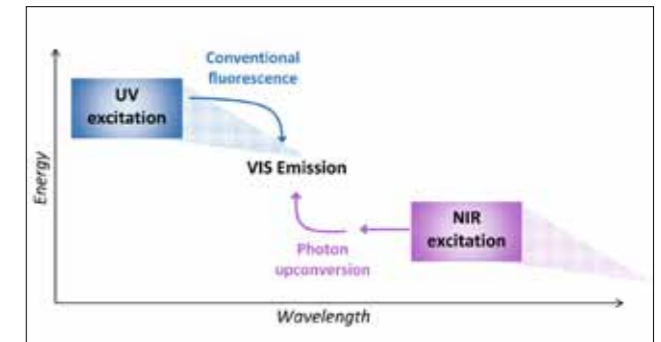 Conventional
fluorescence
UV
excitation
VIS Emission
Energy
NIR
excitation
Photon
upconversion
Wavelength